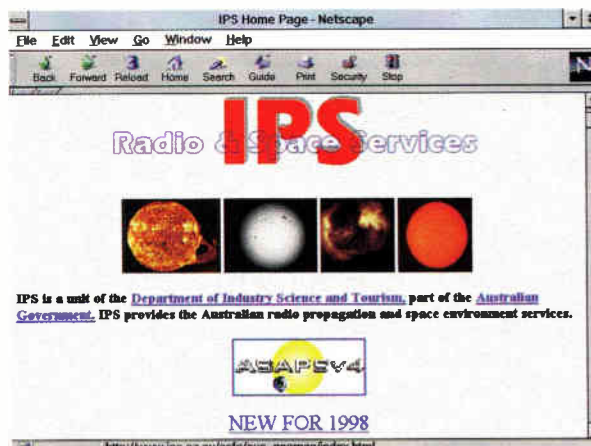 IPS Home Page - Netscape
File Edit View Go Window Help
Back Forward Reload Home Search Guide Print Security Stop
N
IPS
Radio & Space Services
IPS is a unit of the Department of Industry Science and Tourism, part of the Australian
Government. IPS provides the Australian radio propagation and space environment services.
ASAPSv4
NEW FOR 1998